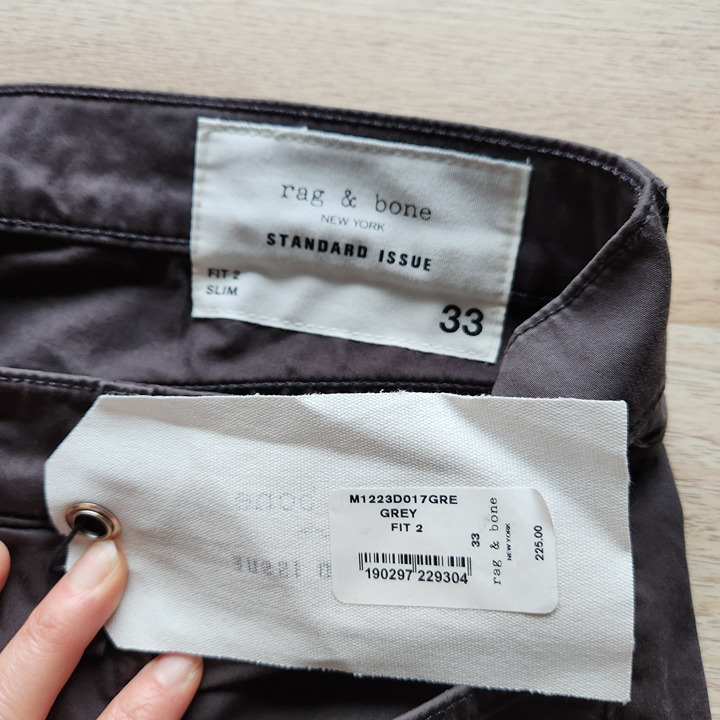 rag & bone
NEW YORK
STANDARD ISSUE
FIT 2
SLIM
33
M1223D017GRE
GREY
FIT 2
33
190297 229304
rag & bone
NEW YORK
225.00